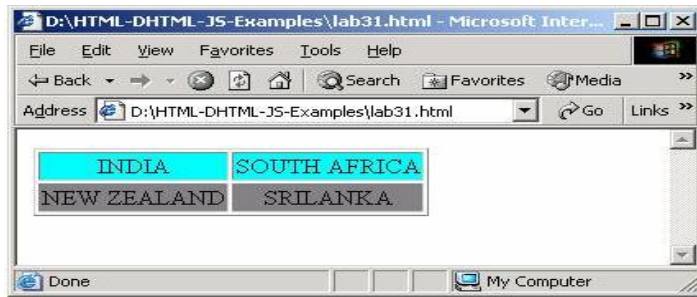 D:\HTML-DHTML-JS-Examples\lab31.html - Microsoft Inter...
File Edit View Favorites Tools Help
Back Search Favorites Media »
Address D:\HTML-DHTML-JS-Examples\lab31.html Go Links »
INDIA SOUTH AFRICA
NEW ZEALAND SRILANKA
Done My Computer